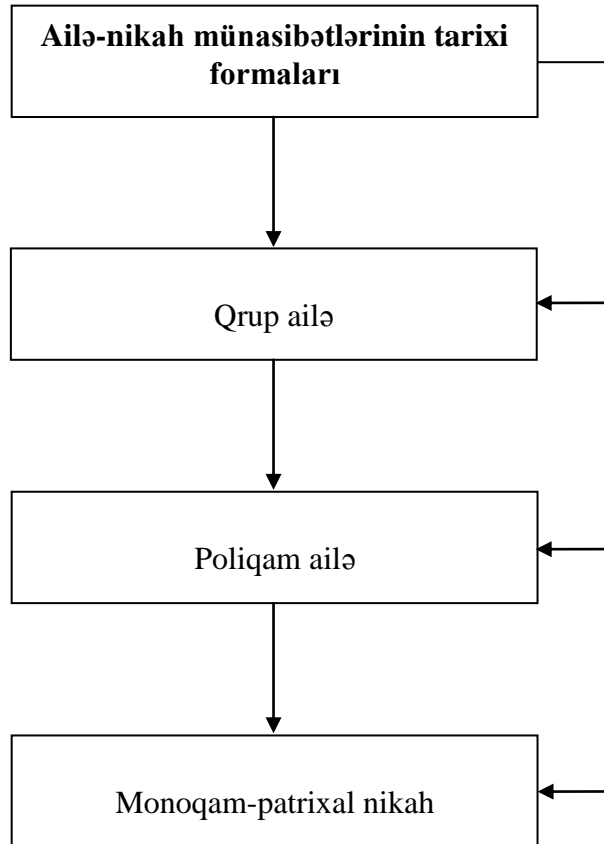 Ailə-nikah münasibətlərinin tarixi
formaları
Qrup ailə
Poliqam ailə
Monoqam-patrixal nikah